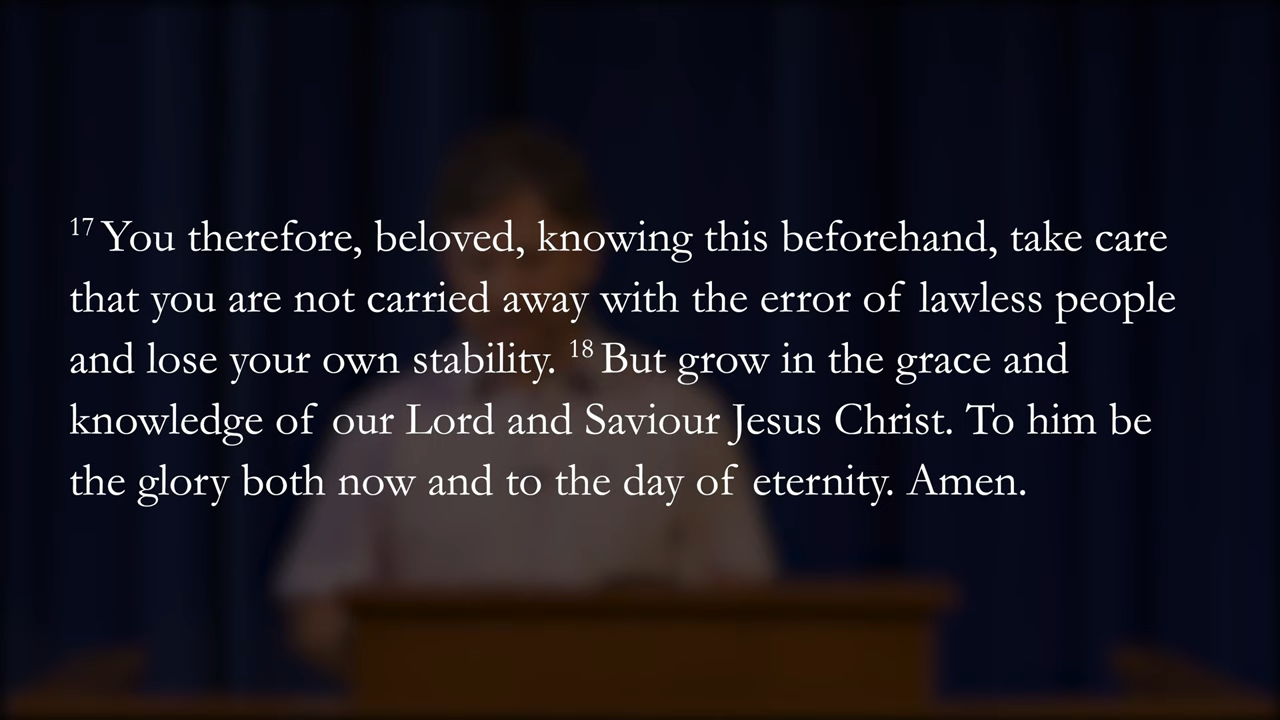 17 You therefore, beloved, knowing this beforehand, take care
that you are not carried away with the error of lawless people
and lose your own stability. 18 But grow in the grace and
knowledge of our Lord and Saviour Jesus Christ. To him be
the glory both now and to the day of eternity. Amen.